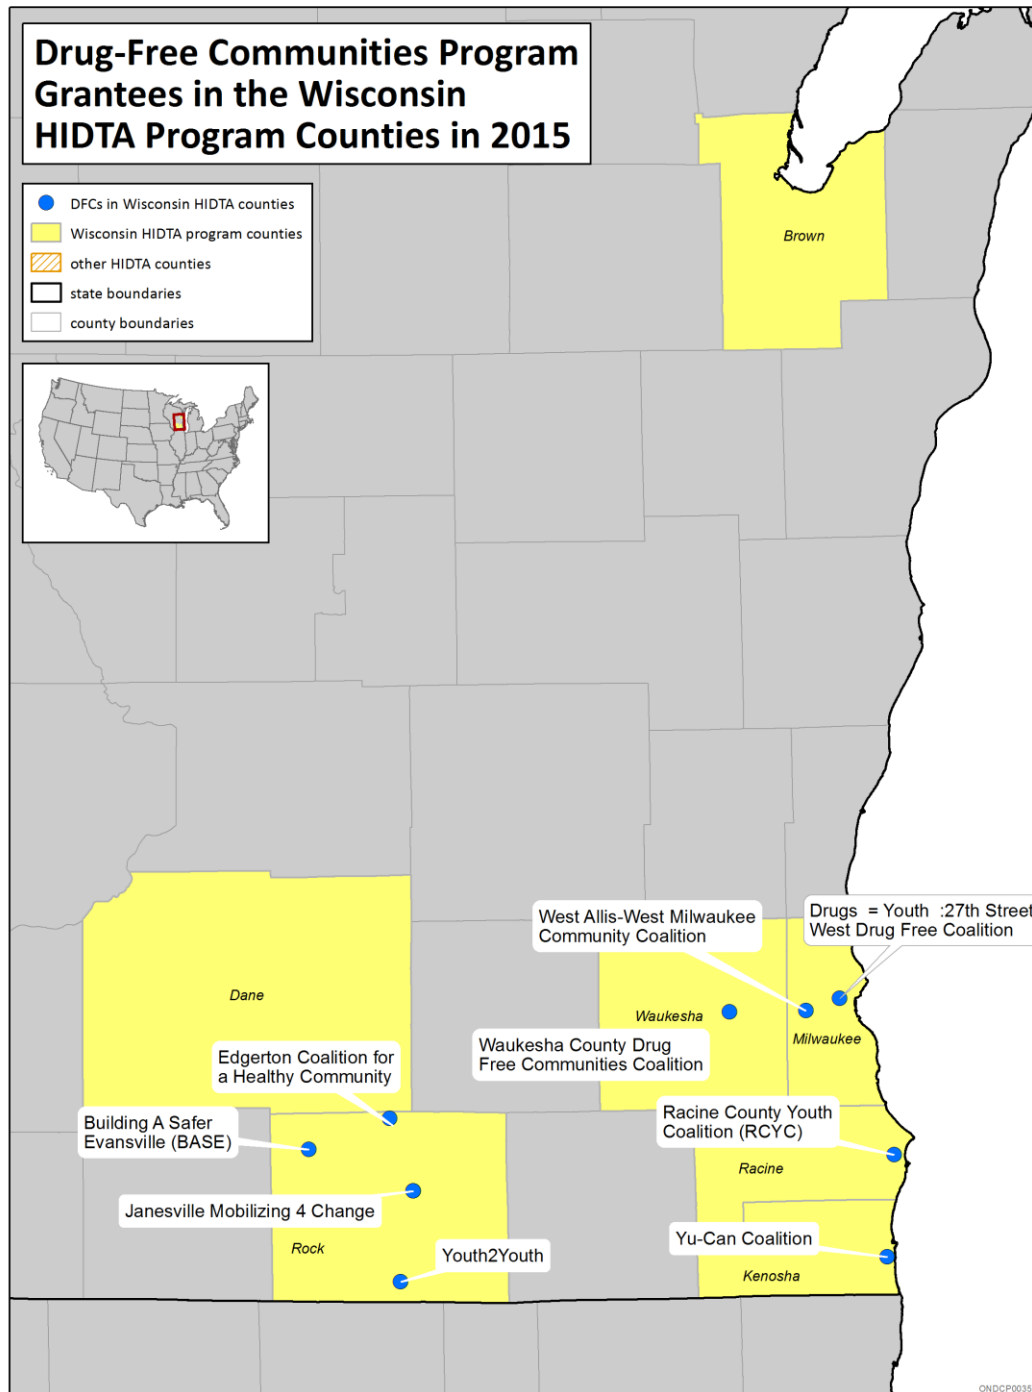 Drug-Free Communities Program
Grantees in the Wisconsin
HIDTA Program Counties in 2015
DFCs in Wisconsin HIDTA counties
Wisconsin HIDTA program counties
other HIDTA counties
state boundaries
county boundaries
Brown
West Allis-West Milwaukee
Community Coalition
Drugs = Youth :27th Street
West Drug Free Coalition
Dane
Waukesha
Milwaukee
Waukesha County Drug
Free Communities Coalition
Edgerton Coalition for
a Healthy Community
Building A Safer
Evansville (BASE)
Racine County Youth
Coalition (RCYC)
Racine
Janesville Mobilizing 4 Change
Rock
Youth2Youth
Yu-Can Coalition
Kenosha
ONDCP0035